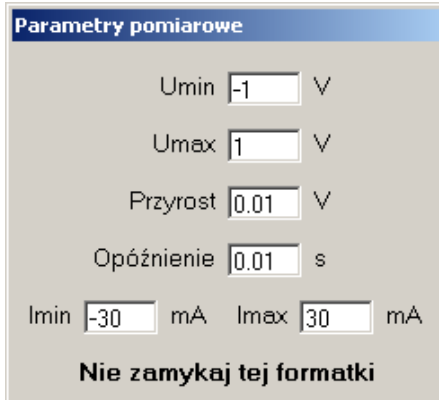 Parametry pomiarowe
Umin -1 V
Umax 1 V
Przyrost 0.01 V
Opóźnienie 0.01 s
Imin -30 mA Imax 30 mA
Nie zamykaj tej formatki